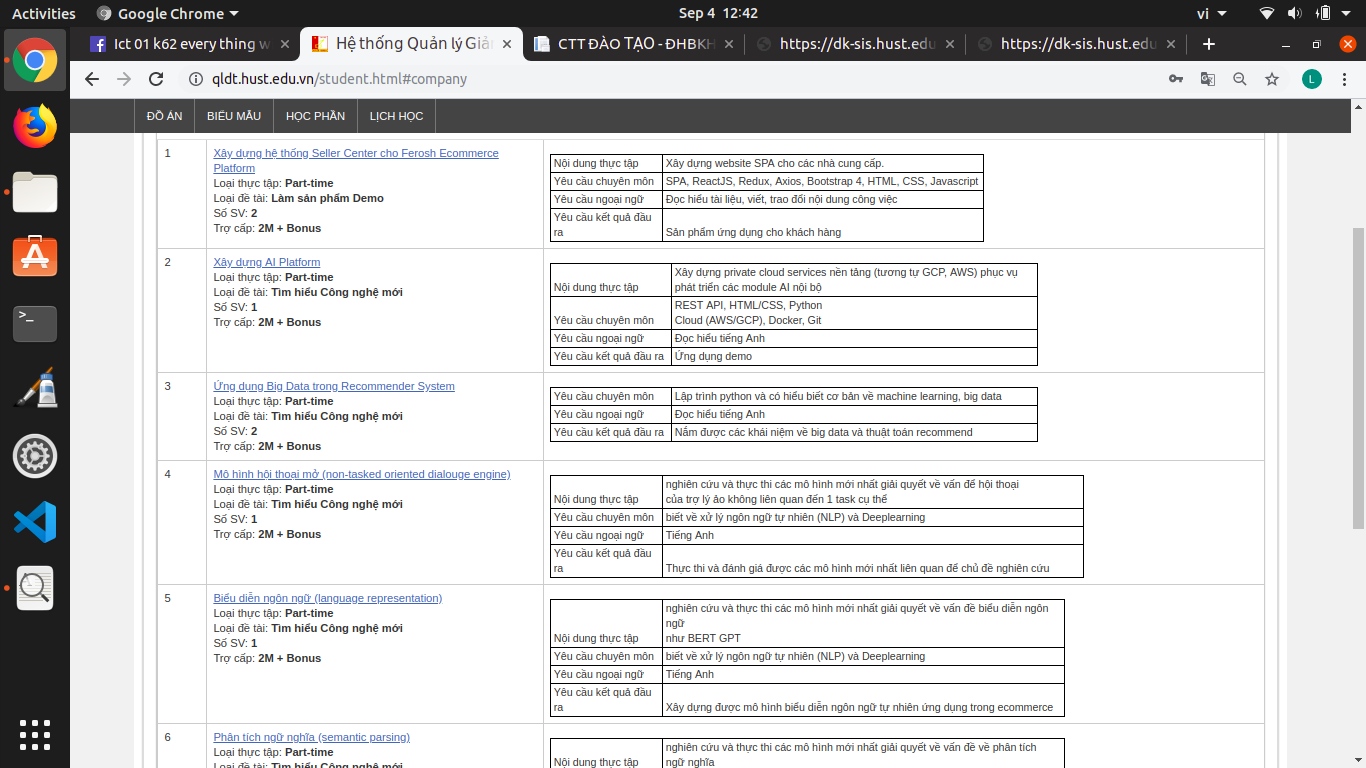 Activities
Google Chrome
Sep 4 12:42
vi
Ict 01 k62 every thing w
Hệ thống Quản lý Giản
CTT ĐÀO TẠO - ĐHBKH
https://dk-sis.hust.edu
https://dk-sis.hust.edu
qldt.hust.edu.vn/student.html#company
L
ĐỒ ÁN
BIỂU MẪU
HỌC PHẦN
LỊCH HỌC
1
Xây dựng hệ thống Seller Center cho Ferosh Ecommerce
Platform
Loại thực tập: Part-time
Loại đề tài: Làm sản phẩm Demo
Số SV: 2
Trợ cấp: 2M + Bonus
Nội dung thực tập
Xây dựng website SPA cho các nhà cung cấp.
Yêu cầu chuyên môn
SPA, ReactJS, Redux, Axios, Bootstrap 4, HTML, CSS, Javascript
Yêu cầu ngoại ngữ
Đọc hiểu tài liệu, viết, trao đổi nội dung công việc
Yêu cầu kết quả đầu
ra
Sản phẩm ứng dụng cho khách hàng
2
Xây dựng AI Platform
Loại thực tập: Part-time
Loại đề tài: Tìm hiểu Công nghệ mới
Số SV: 1
Trợ cấp: 2M + Bonus
Nội dung thực tập
Xây dựng private cloud services nền tảng (tương tự GCP, AWS) phục vụ
phát triển các module AI nội bộ
Yêu cầu chuyên môn
REST API, HTML/CSS, Python
Cloud (AWS/GCP), Docker, Git
Yêu cầu ngoại ngữ
Đọc hiểu tiếng Anh
Yêu cầu kết quả đầu ra
Ứng dụng demo
3
Ứng dụng Big Data trong Recommender System
Loại thực tập: Part-time
Loại đề tài: Tìm hiểu Công nghệ mới
Số SV: 2
Trợ cấp: 2M + Bonus
Yêu cầu chuyên môn
Lập trình python và có hiểu biết cơ bản về machine learning, big data
Yêu cầu ngoại ngữ
Đọc hiểu tiếng Anh
Yêu cầu kết quả đầu ra
Nắm được các khái niệm về big data và thuật toán recommend
4
Mô hình hội thoại mở (non-tasked oriented dialouge engine)
Loại thực tập: Part-time
Loại đề tài: Tìm hiểu Công nghệ mới
Số SV: 1
Trợ cấp: 2M + Bonus
Nội dung thực tập
nghiên cứu và thực thi các mô hình mới nhất giải quyết về vấn để hội thoại
của trợ lý ảo không liên quan đến 1 task cụ thể
Yêu cầu chuyên môn
biết về xử lý ngôn ngữ tự nhiên (NLP) và Deeplearning
Yêu cầu ngoại ngữ
Tiếng Anh
Yêu cầu kết quả đầu
ra
Thực thi và đánh giá được các mô hình mới nhất liên quan để chủ đề nghiên cứu
5
Biểu diễn ngôn ngữ (language representation)
Loại thực tập: Part-time
Loại đề tài: Tìm hiểu Công nghệ mới
Số SV: 1
Trợ cấp: 2M + Bonus
Nội dung thực tập
nghiên cứu và thực thi các mô hình mới nhất giải quyết về vấn đề biểu diễn ngôn
ngữ
như BERT GPT
Yêu cầu chuyên môn
biết về xử lý ngôn ngữ tự nhiên (NLP) và Deeplearning
Yêu cầu ngoại ngữ
Tiếng Anh
Yêu cầu kết quả đầu
ra
Xây dựng được mô hình biểu diễn ngôn ngữ tự nhiên ứng dụng trong ecommerce
6
Phân tích ngữ nghĩa (semantic parsing)
Loại thực tập: Part-time
Loại đề tài: Tìm hiểu Công nghệ mới
Nội dung thực tập
nghiên cứu và thực thi các mô hình mới nhất giải quyết về vấn đề về phân tích
ngữ nghĩa